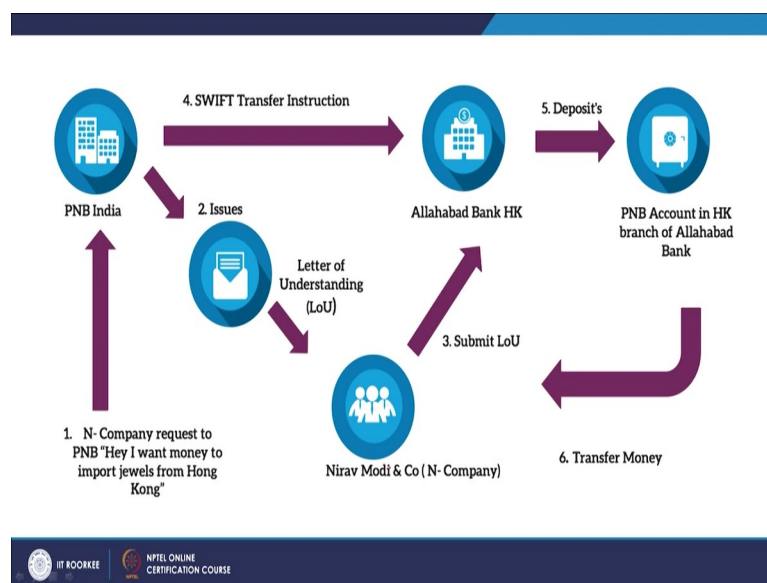 4. SWIFT Transfer Instruction
5. Deposit's
$
PNB India
2. Issues
Allahabad Bank HK
PNB Account in HK
branch of Allahabad
Bank
Letter of
Understanding
(LoU)
3. Submit LoU
1. N- Company request to
PNB "Hey I want money to
import jewels from Hong
Kong"
Nirav Modi & Co ( N- Company)
6. Transfer Money
IIT ROORKEE
NPTEL ONLINE
CERTIFICATION COURSE
NPTEL